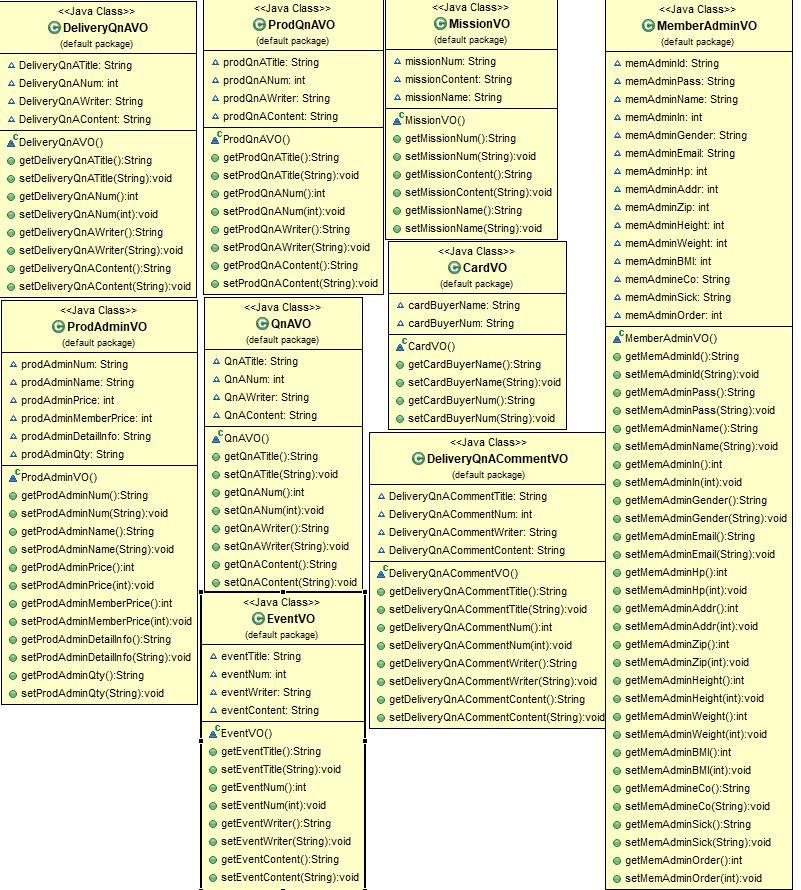 <<Java Class>>
DeliveryQnAVO
(default package)
DeliveryQnATitle: String
DeliveryQnANum: int
DeliveryQnAWriter: String
DeliveryQnAContent: String
DeliveryQnAVO()
getDeliveryQnATitle():String
setDeliveryQnATitle(String):void
getDeliveryQnANum():int
setDeliveryQnANum(int):void
getDeliveryQnAWriter():String
setDeliveryQnAWriter(String):void
getDeliveryQnAContent():String
setDeliveryQnAContent(String):void
<<Java Class>>
ProdQnAVO
(default package)
prodQnATitle: String
prodQnANum: int
prodQnAWriter: String
prodQnAContent: String
ProdQnAVO()
getProdQnATitle():String
setProdQnATitle(String):void
getProdQnANum():int
setProdQnANum(int):void
getProdQnAWriter():String
setProdQnAWriter(String):void
getProdQnAContent():String
setProdQnAContent(String):void
<<Java Class>>
MissionVO
(default package)
missionNum: String
missionContent: String
missionName: String
MissionVO()
getMissionNum():String
setMissionNum(String):void
getMissionContent():String
setMissionContent(String):void
getMissionName():String
setMissionName(String):void
<<Java Class>>
MemberAdminVO
(default package)
memAdminId: String
memAdminPass: String
memAdminName: String
memAdminIn: int
memAdminGender: String
memAdminEmail: String
memAdminHp: int
memAdminAddr: int
memAdminZip: int
memAdminHeight: int
memAdminWeight: int
memAdminBMI: int
memAdmineCo: String
memAdminSick: String
memAdminOrder: int
MemberAdminVO()
getMemAdminId():String
setMemAdminId(String):void
getMemAdminPass():String
setMemAdminPass(String):void
getMemAdminName():String
setMemAdminName(String):void
getMemAdminIn():int
setMemAdminIn(int):void
getMemAdminGender():String
setMemAdminGender(String):void
getMemAdminEmail():String
setMemAdminEmail(String):void
getMemAdminHp():int
setMemAdminHp(int):void
getMemAdminAddr():int
setMemAdminAddr(int):void
getMemAdminZip():int
setMemAdminZip(int):void
getMemAdminHeight():int
setMemAdminHeight(int):void
getMemAdminWeight():int
setMemAdminWeight(int):void
getMemAdminBMI():int
setMemAdminBMI(int):void
getMemAdmineCo():String
setMemAdmineCo(String):void
getMemAdminSick():String
setMemAdminSick(String):void
getMemAdminOrder():int
setMemAdminOrder(int):void
<<Java Class>>
CardVO
(default package)
cardBuyerName: String
cardBuyerNum: String
CardVO()
getCardBuyerName():String
setCardBuyerName(String):void
getCardBuyerNum():String
setCardBuyerNum(String):void
<<Java Class>>
ProdAdminVO
(default package)
prodAdminNum: String
prodAdminName: String
prodAdminPrice: int
prodAdminMemberPrice: int
prodAdminDetailInfo: String
prodAdminQty: String
ProdAdminVO()
getProdAdminNum():String
setProdAdminNum(String):void
getProdAdminName():String
setProdAdminName(String):void
getProdAdminPrice():int
setProdAdminPrice(int):void
getProdAdminMemberPrice():int
setProdAdminMemberPrice(int):void
getProdAdminDetailInfo():String
setProdAdminDetailInfo(String):void
getProdAdminQty():String
setProdAdminQty(String):void
<<Java Class>>
QnAVO
(default package)
QnATitle: String
QnANum: int
QnAWriter: String
QnAContent: String
QnAVO()
getQnATitle():String
setQnATitle(String):void
getQnANum():int
setQnANum(int):void
getQnAWriter():String
setQnAWriter(String):void
getQnAContent():String
setQnAContent(String):void
<<Java Class>>
DeliveryQnACommentVO
(default package)
DeliveryQnACommentTitle: String
DeliveryQnACommentNum: int
DeliveryQnACommentWriter: String
DeliveryQnACommentContent: String
DeliveryQnACommentVO()
getDeliveryQnACommentTitle():String
setDeliveryQnACommentTitle(String):void
getDeliveryQnACommentNum():int
setDeliveryQnACommentNum(int):void
getDeliveryQnACommentWriter():String
setDeliveryQnACommentWriter(String):void
getDeliveryQnACommentContent():String
setDeliveryQnACommentContent(String):void
<<Java Class>>
EventVO
(default package)
eventTitle: String
eventNum: int
eventWriter: String
eventContent: String
EventVO()
getEventTitle():String
setEventTitle(String):void
getEventNum():int
setEventNum(int):void
getEventWriter():String
setEventWriter(String):void
getEventContent():String
setEventContent(String):void